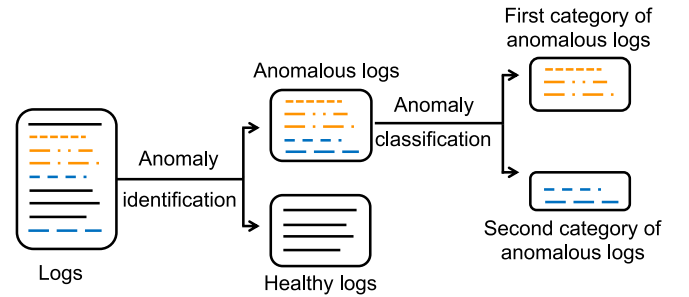 First category of
anomalous logs
Anomalous logs
Anomaly
classification
Anomaly
identification
Logs
Healthy logs
Second category of
anomalous logs